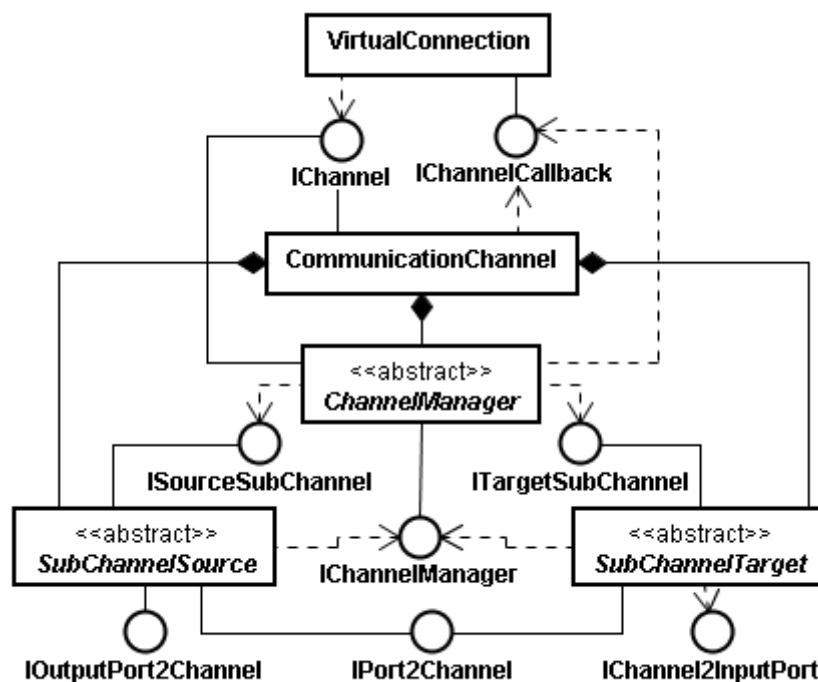 VirtualConnection
IChannel
IChannelCallback
CommunicationChannel
<<abstract>>
ChannelManager
ISourceSubChannel
ITargetSubChannel
<<abstract>>
SubChannelSource
IChannelManager
<<abstract>>
SubChannelTarget
IOutputPort2Channel
IPort2Channel
IChannel2InputPort